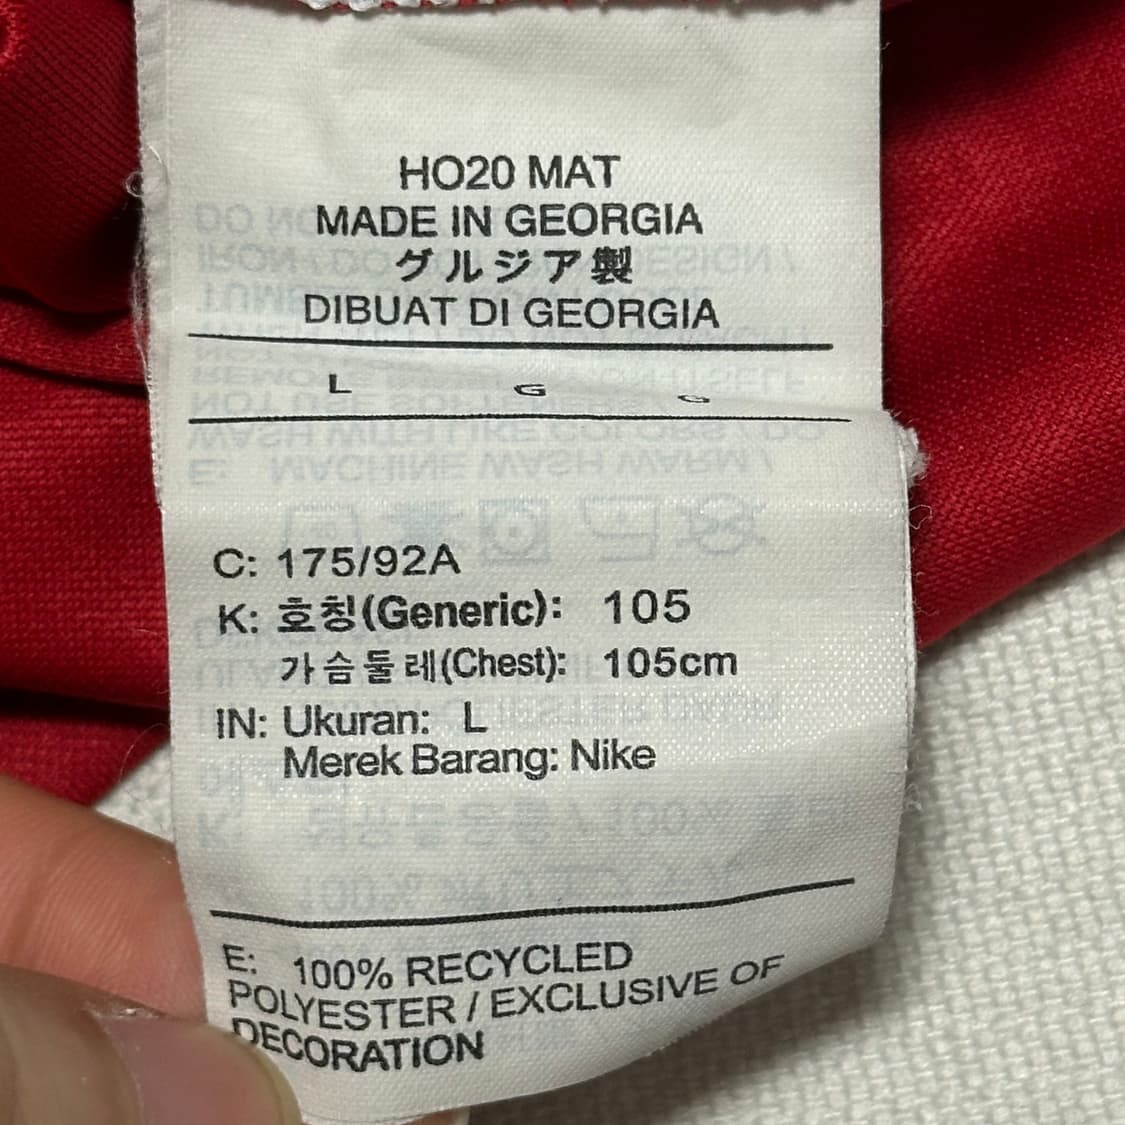 HO20 MAT
MADE IN GEORGIA
グルジア製
DIBUAT DI GEORGIA
L G G
C: 175/92A
K: 호칭(Generic): 105
가슴둘레(Chest): 105cm
IN: Ukuran: L
Merek Barang: Nike
E: 100% RECYCLED
POLYESTER / EXCLUSIVE OF
DECORATION